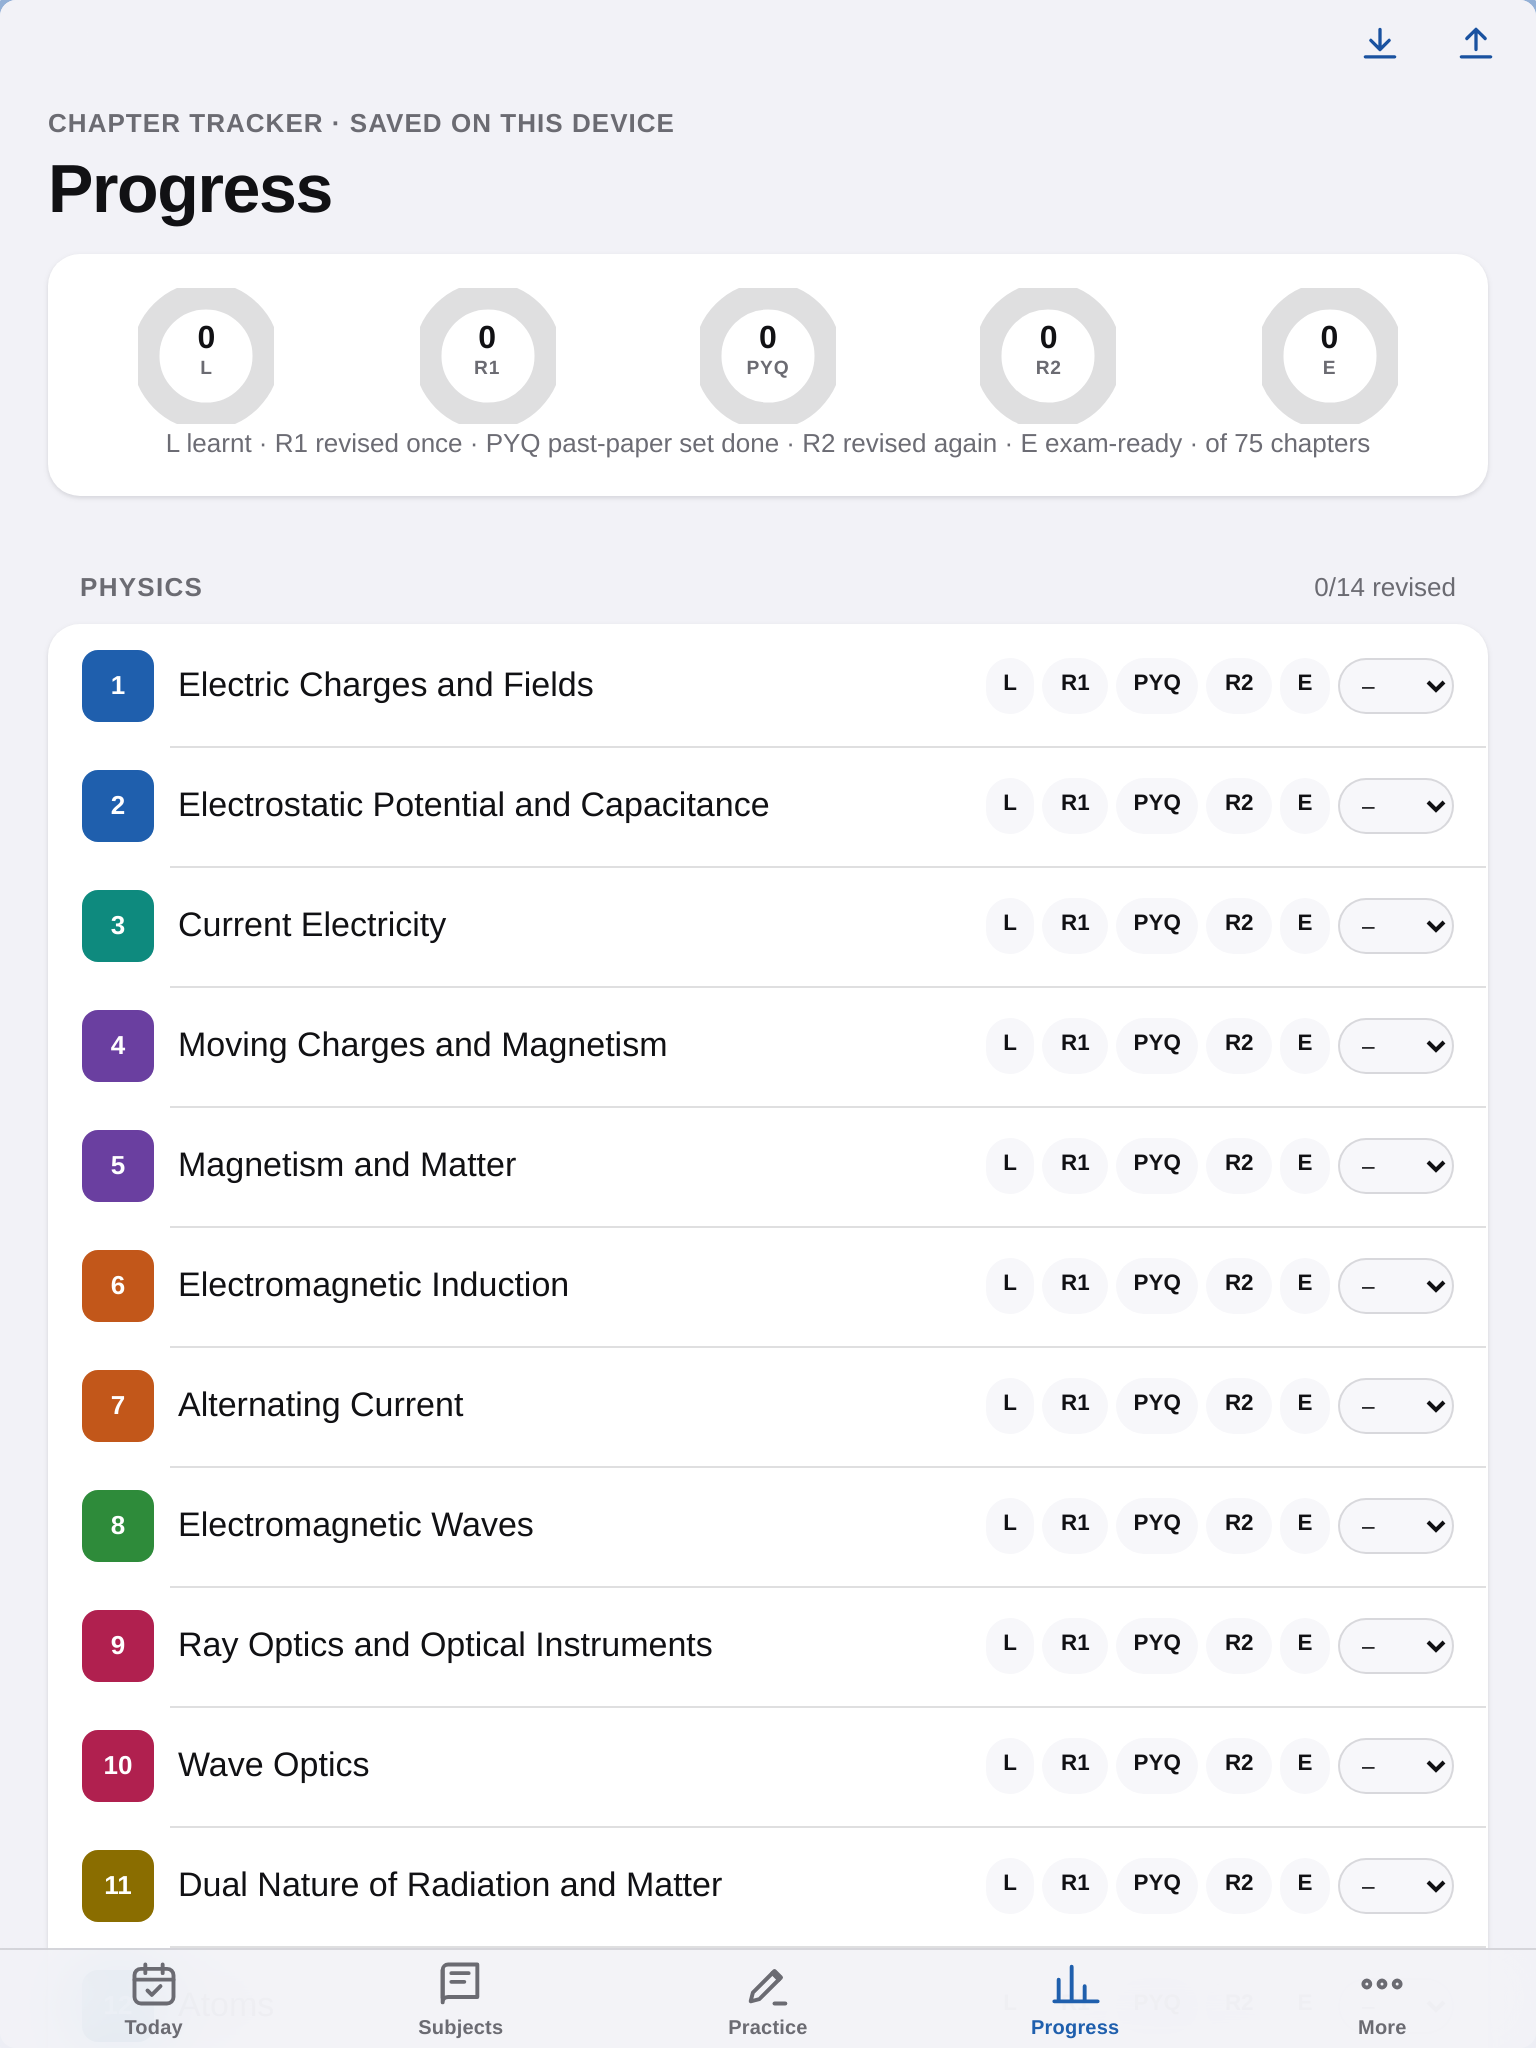 CHAPTER TRACKER · SAVED ON THIS DEVICE
Progress
0 0 0 0 0
L R1 PYQ R2 E
L learnt · R1 revised once · PYQ past-paper set done · R2 revised again · E exam-ready · of 75 chapters
PHYSICS 0/14 revised
1 Electric Charges and Fields L R1 PYQ R2 E –
2 Electrostatic Potential and Capacitance L R1 PYQ R2 E –
3 Current Electricity L R1 PYQ R2 E –
4 Moving Charges and Magnetism L R1 PYQ R2 E –
5 Magnetism and Matter L R1 PYQ R2 E –
6 Electromagnetic Induction L R1 PYQ R2 E –
7 Alternating Current L R1 PYQ R2 E –
8 Electromagnetic Waves L R1 PYQ R2 E –
9 Ray Optics and Optical Instruments L R1 PYQ R2 E –
10 Wave Optics L R1 PYQ R2 E –
11 Dual Nature of Radiation and Matter L R1 PYQ R2 E –
Atoms L PYQ R2 E
Today Subjects Practice Progress More